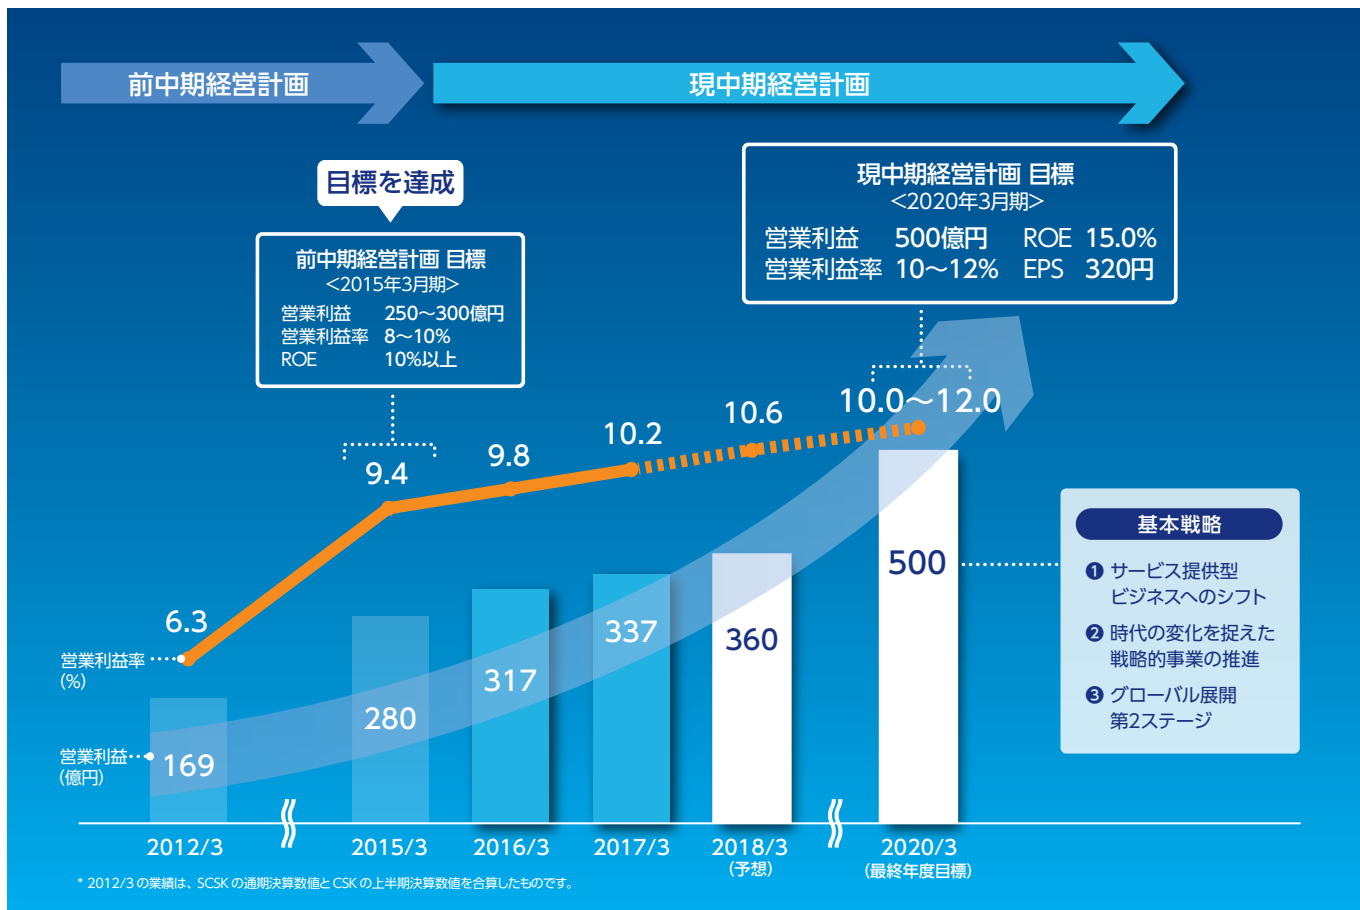 前中期経営計画
現中期経営計画
目標を達成
前中期経営計画 目標
<2015年3月期>
営業利益 250〜300億円
営業利益率 8〜10%
ROE 10%以上
現中期経営計画 目標
<2020年3月期>
営業利益 500億円 ROE 15.0%
営業利益率 10〜12% EPS 320円
6.3
9.4
9.8
10.2
10.6
10.0〜12.0
営業利益率
(%)
営業利益
(億円)
169
280
317
337
360
500
基本戦略
❶ サービス提供型
ビジネスへのシフト
❷ 時代の変化を捉えた
戦略的事業の推進
❸ グローバル展開
第2ステージ
2012/3
2015/3
2016/3
2017/3
2018/3
(予想)
2020/3
(最終年度目標)
* 2012/3の業績は、SCSKの通期決算数値とCSKの上半期決算数値を合算したものです。